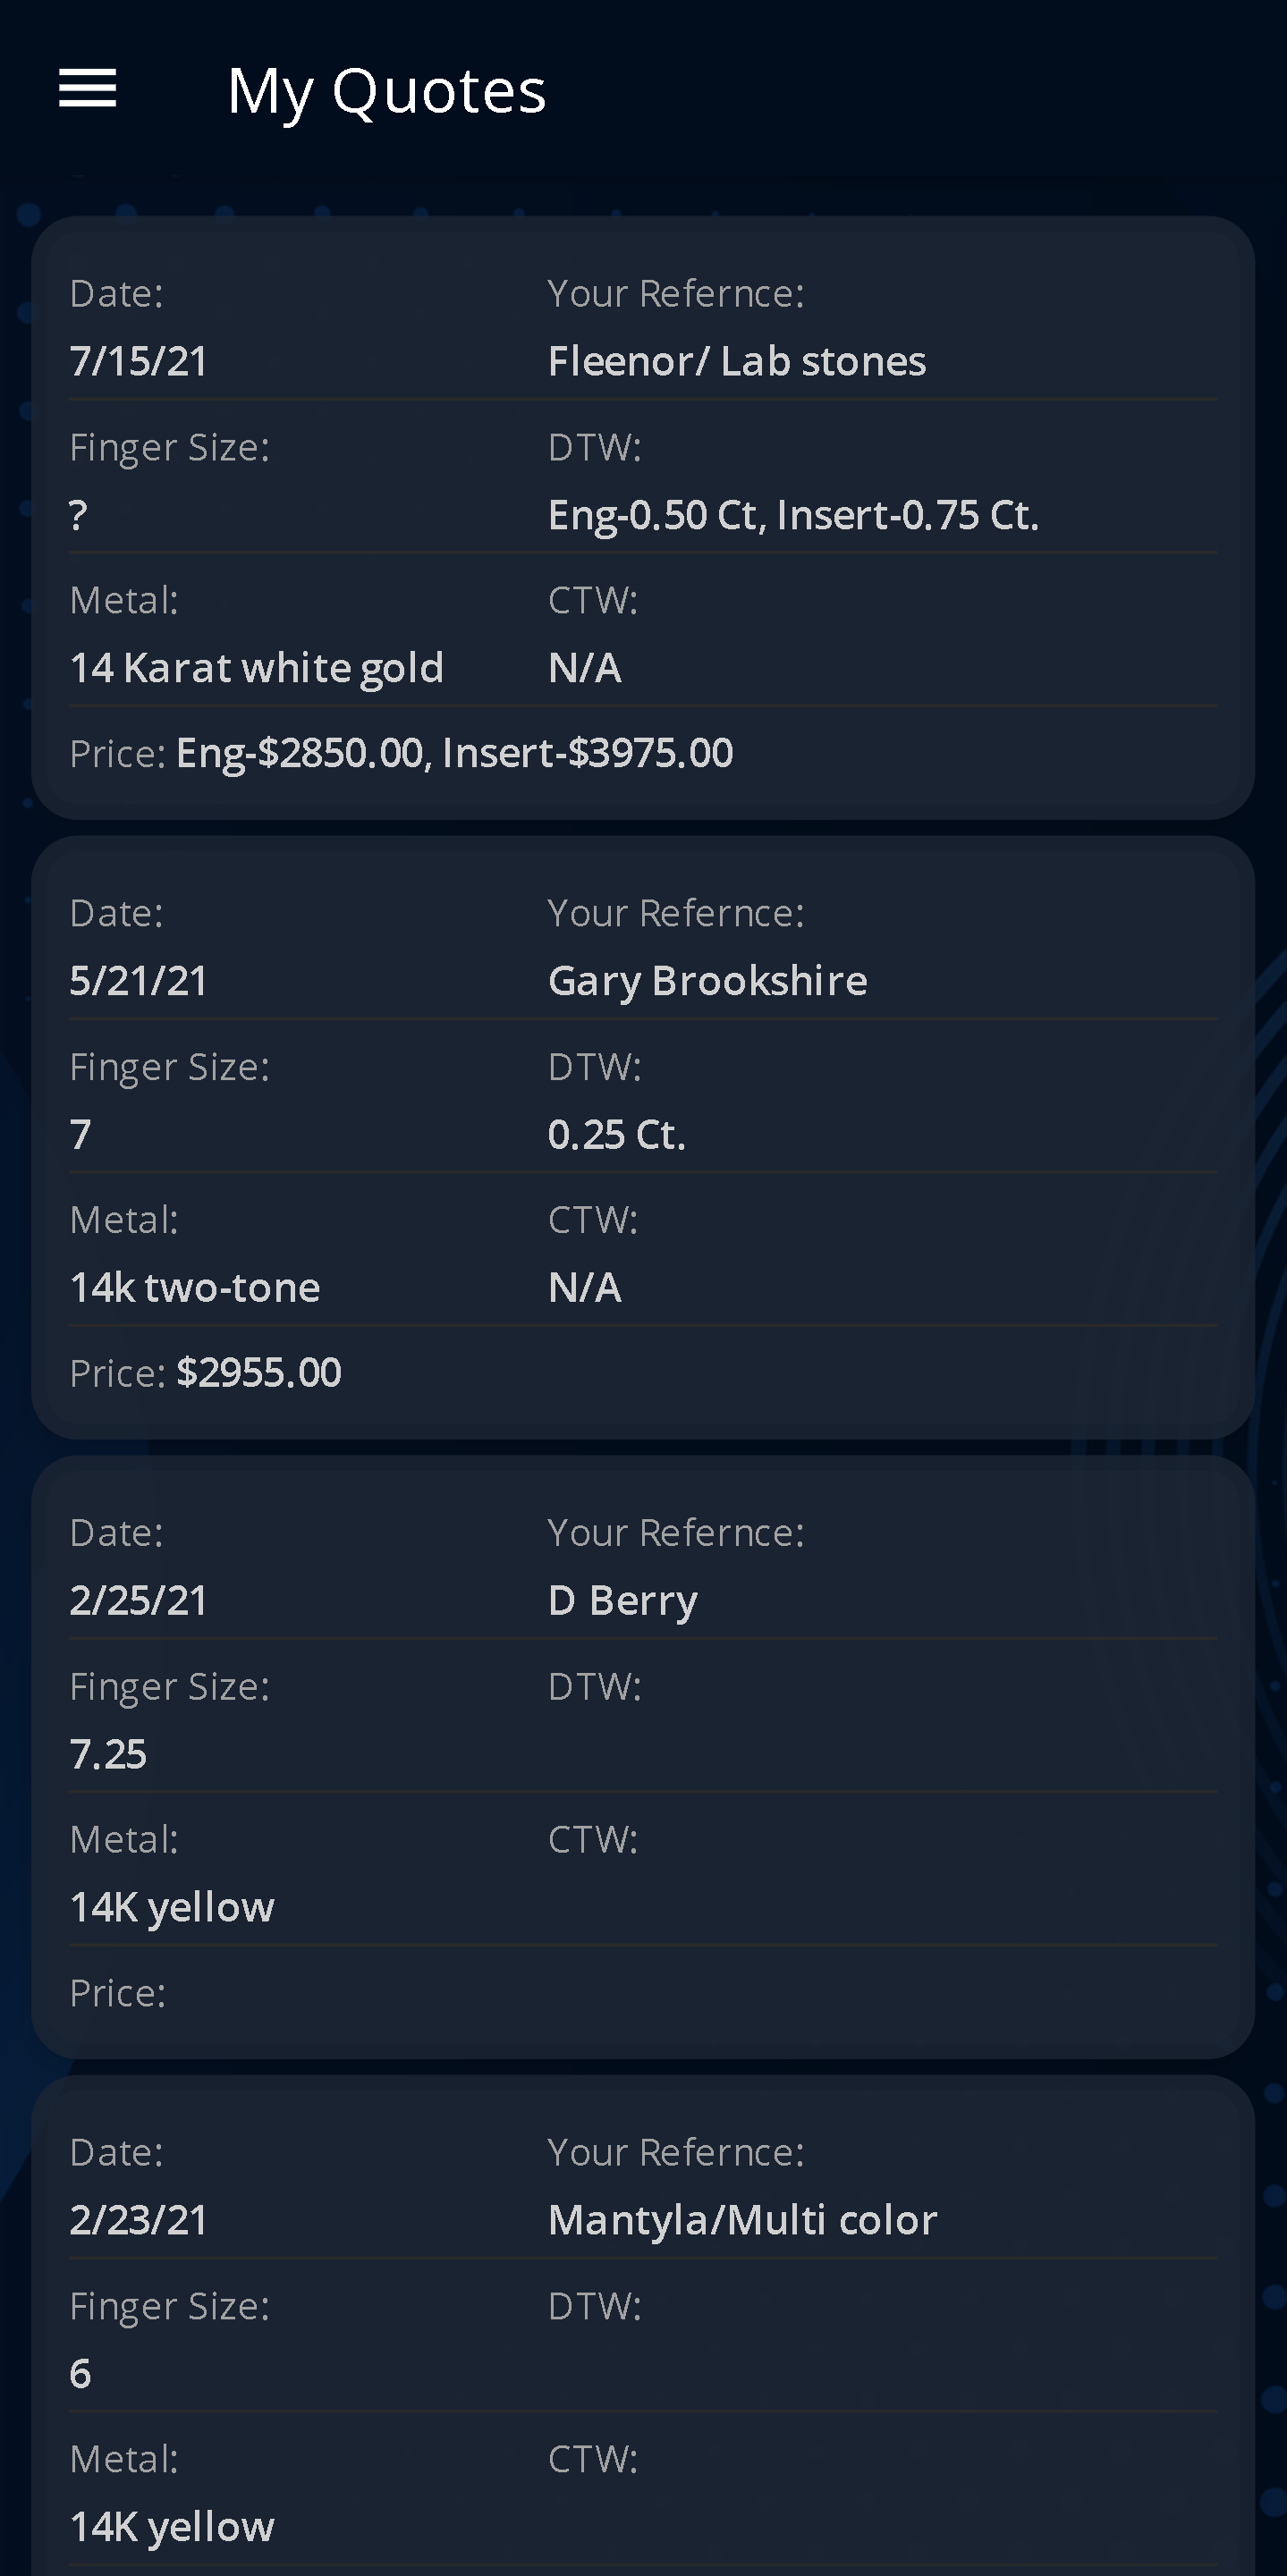 My Quotes
Date: Your Refernce:
7/15/21 Fleenor/ Lab stones
Finger Size: DTW:
? Eng-0.50 Ct, Insert-0.75 Ct.
Metal: CTW:
14 Karat white gold N/A
Price: Eng-$2850.00, Insert-$3975.00
Date: Your Refernce:
5/21/21 Gary Brookshire
Finger Size: DTW:
7 0.25 Ct.
Metal: CTW:
14k two-tone N/A
Price: $2955.00
Date: Your Refernce:
2/25/21 D Berry
Finger Size: DTW:
7.25
Metal: CTW:
14K yellow
Price:
Date: Your Refernce:
2/23/21 Mantyla/Multi color
Finger Size: DTW:
6
Metal: CTW:
14K yellow